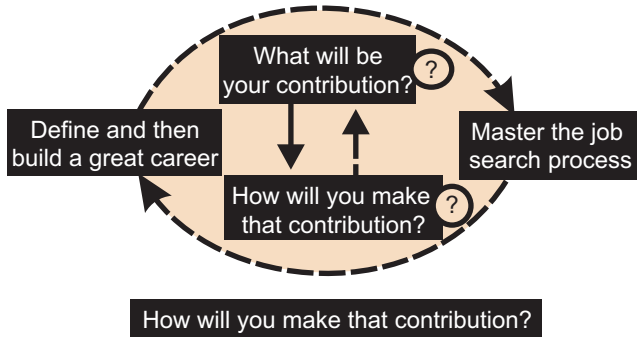 What will be
your contribution?
?
Define and then
build a great career
Master the job
search process
How will you make
that contribution?
?
How will you make that contribution?